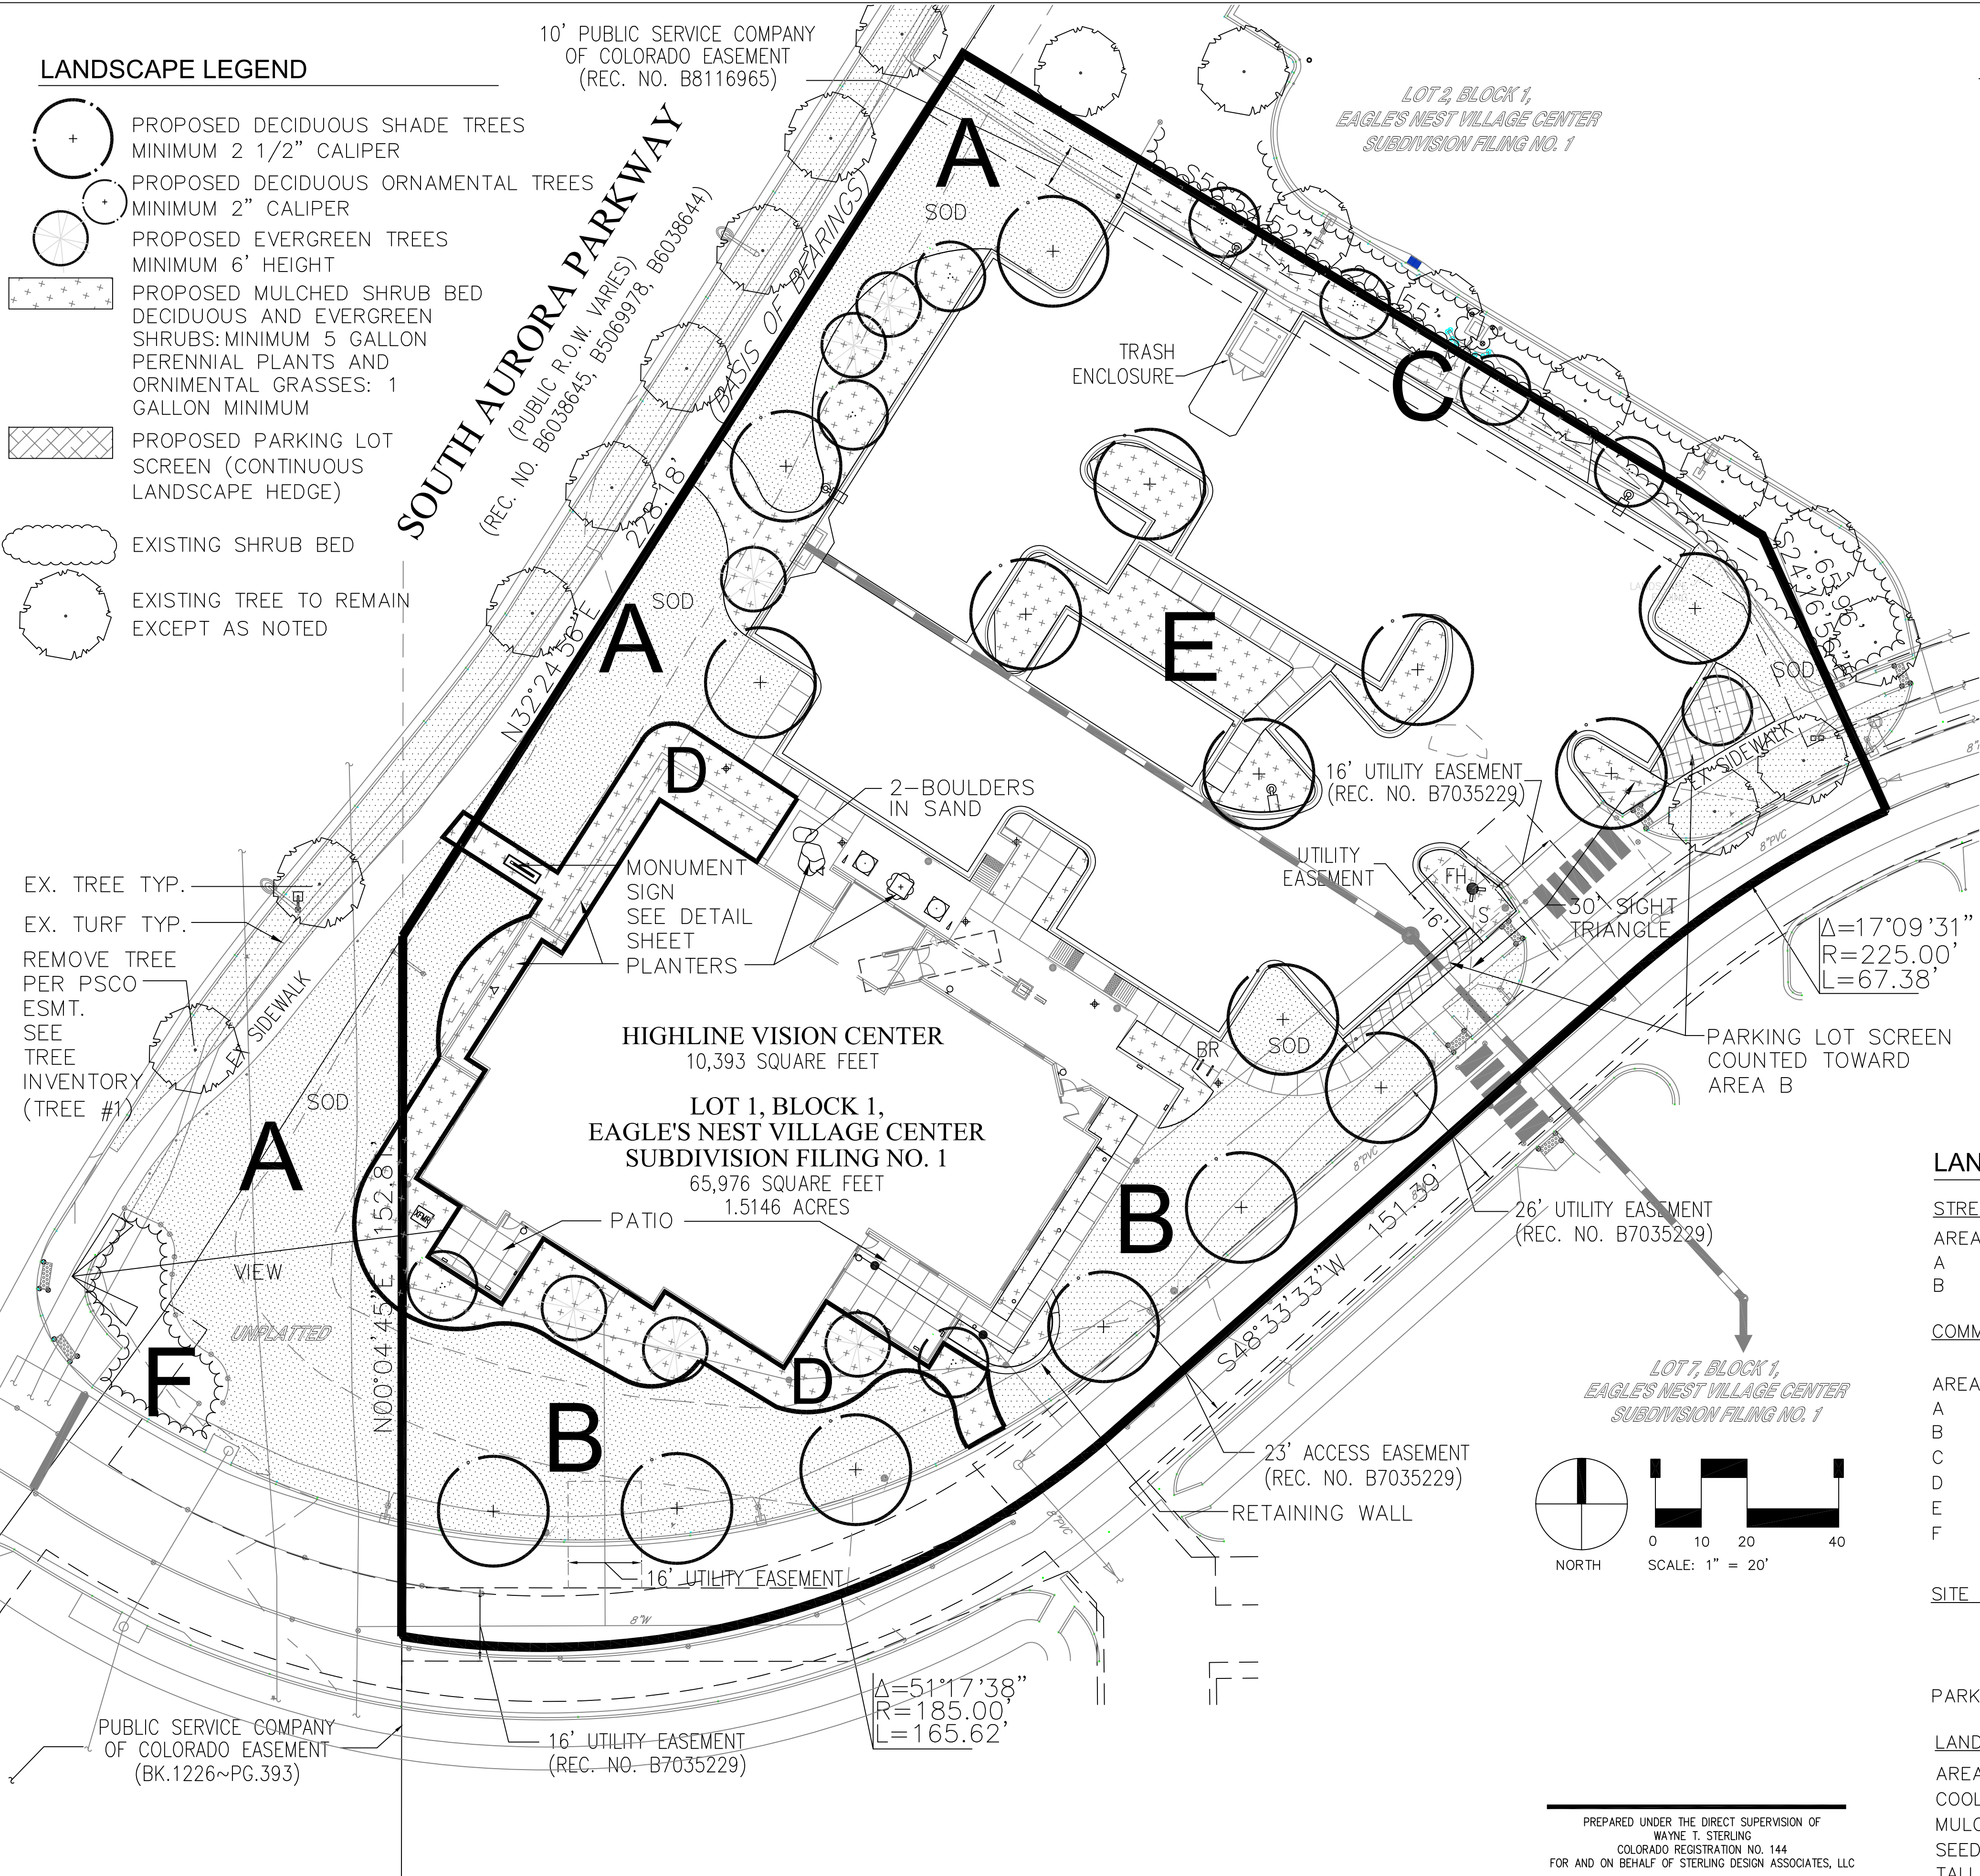 LANDSCAPE LEGEND
PROPOSED DECIDUOUS SHADE TREES
MINIMUM 2 1/2" CALIPER
PROPOSED DECIDUOUS ORNAMENTAL TREES
MINIMUM 2" CALIPER
PROPOSED EVERGREEN TREES
MINIMUM 6' HEIGHT
PROPOSED MULCHED SHRUB BED
DECIDUOUS AND EVERGREEN
SHRUBS: MINIMUM 5 GALLON
PERENNIAL PLANTS AND
ORNIMENTAL GRASSES: 1
GALLON MINIMUM
PROPOSED PARKING LOT
SCREEN (CONTINUOUS
LANDSCAPE HEDGE)
EXISTING SHRUB BED
EXISTING TREE TO REMAIN
EXCEPT AS NOTED
10' PUBLIC SERVICE COMPANY
OF COLORADO EASEMENT
(REC. NO. B8116965)
SOUTH AURORA PARKWAY
(PUBLIC R.O.W. VARIES)
(REC. NO. B6038645, B5069978, B6038644)
(BASIS OF BEARINGS)
N32°24'56"E
228.18'
LOT 2, BLOCK 1,
EAGLE'S NEST VILLAGE CENTER
SUBDIVISION FILING NO. 1
A
SOD
TRASH
ENCLOSURE
C
A
SOD
E
SOD
EX. SIDEWALK
D
2-BOULDERS
IN SAND
MONUMENT
SIGN
SEE DETAIL
SHEET
PLANTERS
16' UTILITY EASEMENT
(REC. NO. B7035229)
UTILITY
EASEMENT
16'
FH
30' SIGHT
TRIANGLE
8"PVC
Δ=17°09'31"
R=225.00'
L=67.38'
PARKING LOT SCREEN
COUNTED TOWARD
AREA B
EX. TREE TYP.
EX. TURF TYP.
REMOVE TREE
PER PSCO
ESMT.
SEE
TREE
INVENTORY
(TREE #1)
EX SIDEWALK
SOD
A
HIGHLINE VISION CENTER
10,393 SQUARE FEET
LOT 1, BLOCK 1,
EAGLE'S NEST VILLAGE CENTER
SUBDIVISION FILING NO. 1
65,976 SQUARE FEET
1.5146 ACRES
PATIO
BR
SOD
B
8"PVC
S48°33'33"W 151.39'
26' UTILITY EASEMENT
(REC. NO. B7035229)
XFMR
VIEW
UNPLATTED
F
N00°04'45"E 152.81'
D
B
LOT 7, BLOCK 1,
EAGLE'S NEST VILLAGE CENTER
SUBDIVISION FILING NO. 1
23' ACCESS EASEMENT
(REC. NO. B7035229)
RETAINING WALL
8"PVC
16' UTILITY EASEMENT
8"W
Δ=51°17'38"
R=185.00'
L=165.62'
16' UTILITY EASEMENT
(REC. NO. B7035229)
PUBLIC SERVICE COMPANY
OF COLORADO EASEMENT
(BK.1226~PG.393)
NORTH
0 10 20 40
SCALE: 1" = 20'
LAN
STRE
AREA
A
B
COMM
AREA
A
B
C
D
E
F
SITE
PARK
LAND
AREA
COOL
MULC
SEED
TALL
PREPARED UNDER THE DIRECT SUPERVISION OF
WAYNE T. STERLING
COLORADO REGISTRATION NO. 144
FOR AND ON BEHALF OF STERLING DESIGN ASSOCIATES, LLC